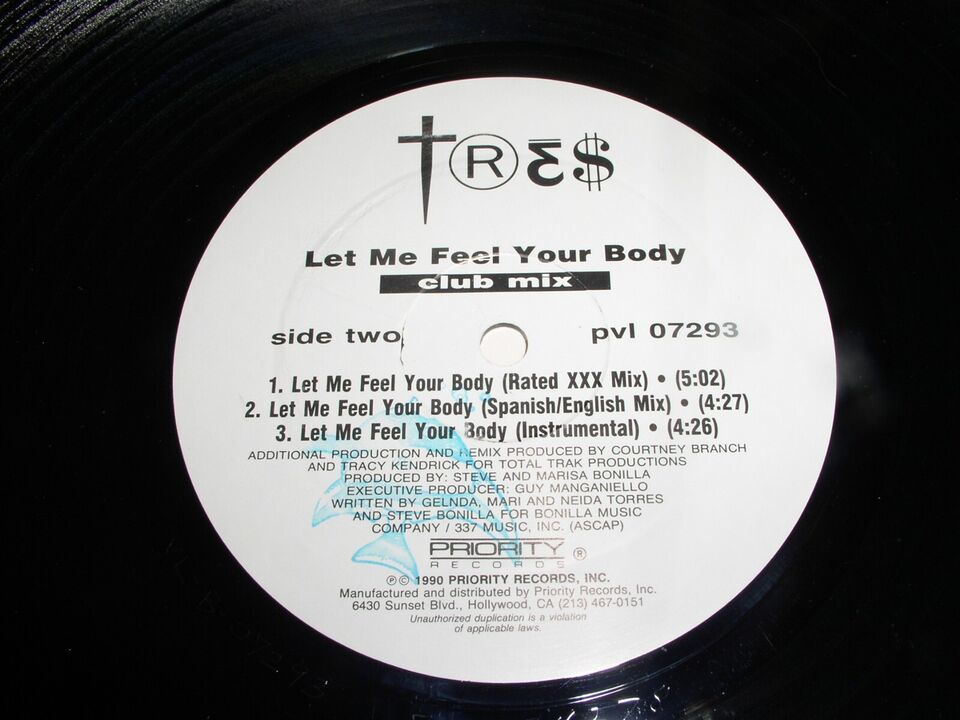 †RĒ$
Let Me Feel Your Body
club mix
side two pvl 07293
1. Let Me Feel Your Body (Rated XXX Mix) • (5:02)
2. Let Me Feel Your Body (Spanish/English Mix) • (4:27)
3. Let Me Feel Your Body (Instrumental) • (4:26)
ADDITIONAL PRODUCTION AND REMIX PRODUCED BY COURTNEY BRANCH
AND TRACY KENDRICK FOR TOTAL TRAK PRODUCTIONS
PRODUCED BY: STEVE AND MARISA BONILLA
EXECUTIVE PRODUCER: GUY MANGANIELLO
WRITTEN BY GELNDA, MARI AND NEIDA TORRES
AND STEVE BONILLA FOR BONILLA MUSIC
COMPANY / 337 MUSIC, INC. (ASCAP)
PRIORITY ®
RECORDS
℗© 1990 PRIORITY RECORDS, INC.
Manufactured and distributed by Priority Records, Inc.
6430 Sunset Blvd., Hollywood, CA (213) 467-0151
Unauthorized duplication is a violation
of applicable laws.